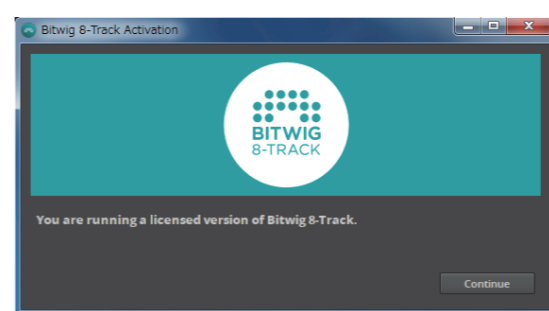 Bitwig 8-Track Activation
BITWIG
8-TRACK
You are running a licensed version of Bitwig 8-Track.
Continue